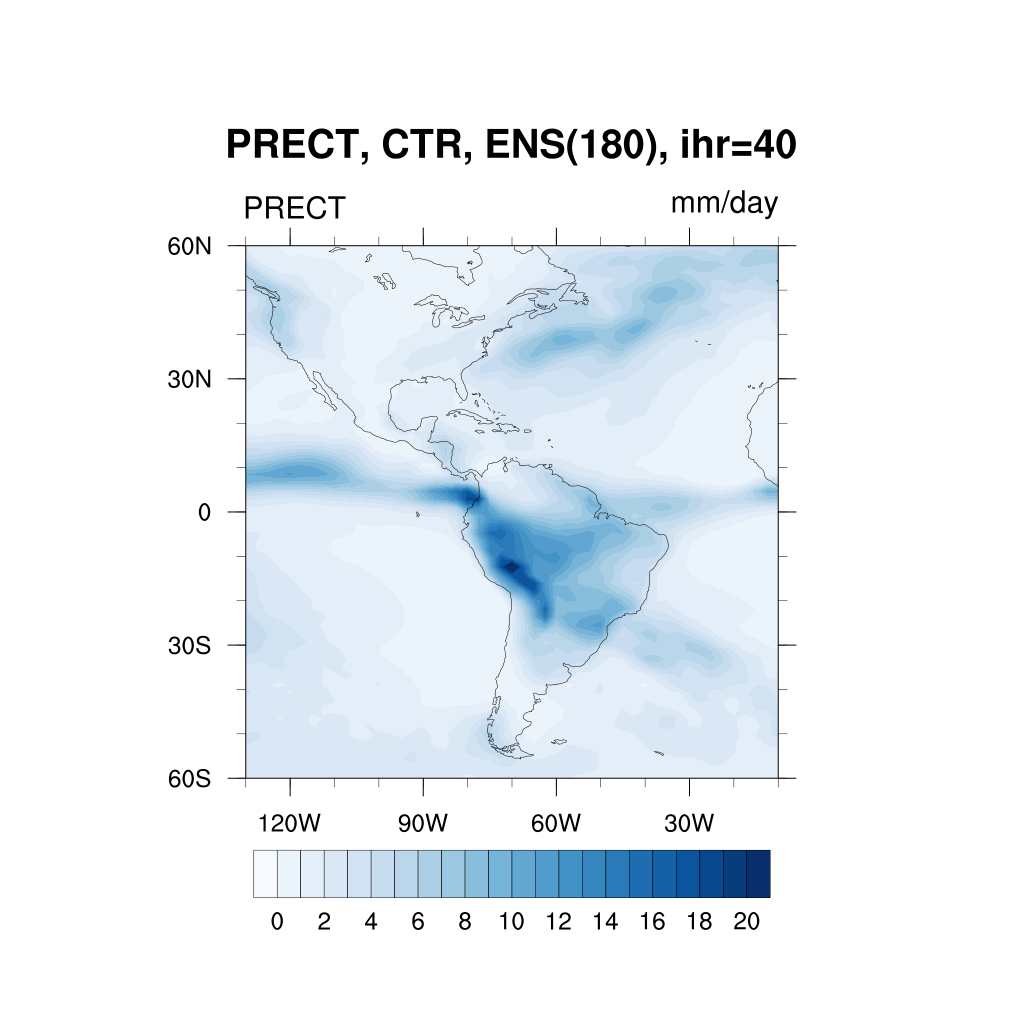 PRECT, CTR, ENS(180), ihr=40
PRECT mm/day
60N
30N
0
30S
60S
120W 90W 60W 30W
0 2 4 6 8 10 12 14 16 18 20